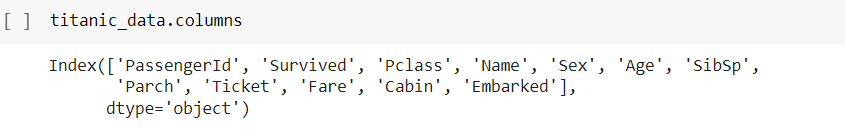 [ ] titanic_data.columns
Index(['PassengerId', 'Survived', 'Pclass', 'Name', 'Sex', 'Age', 'SibSp',
'Parch', 'Ticket', 'Fare', 'Cabin', 'Embarked'],
dtype='object')